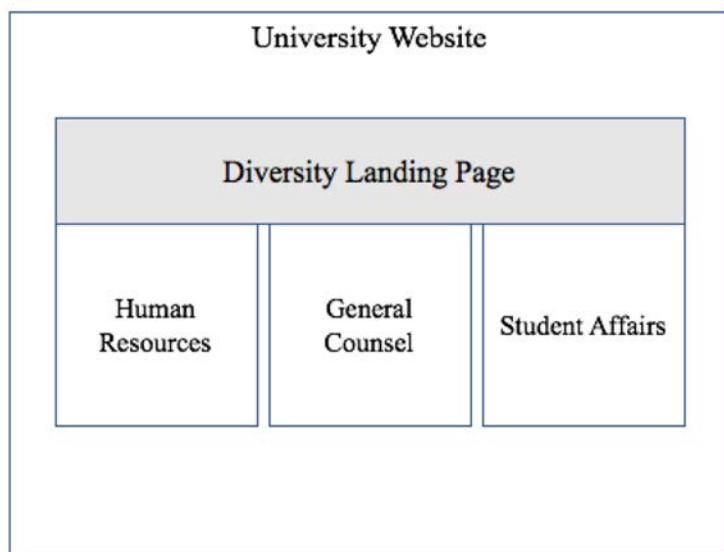 University Website
Diversity Landing Page
Human
Resources
General
Counsel
Student Affairs